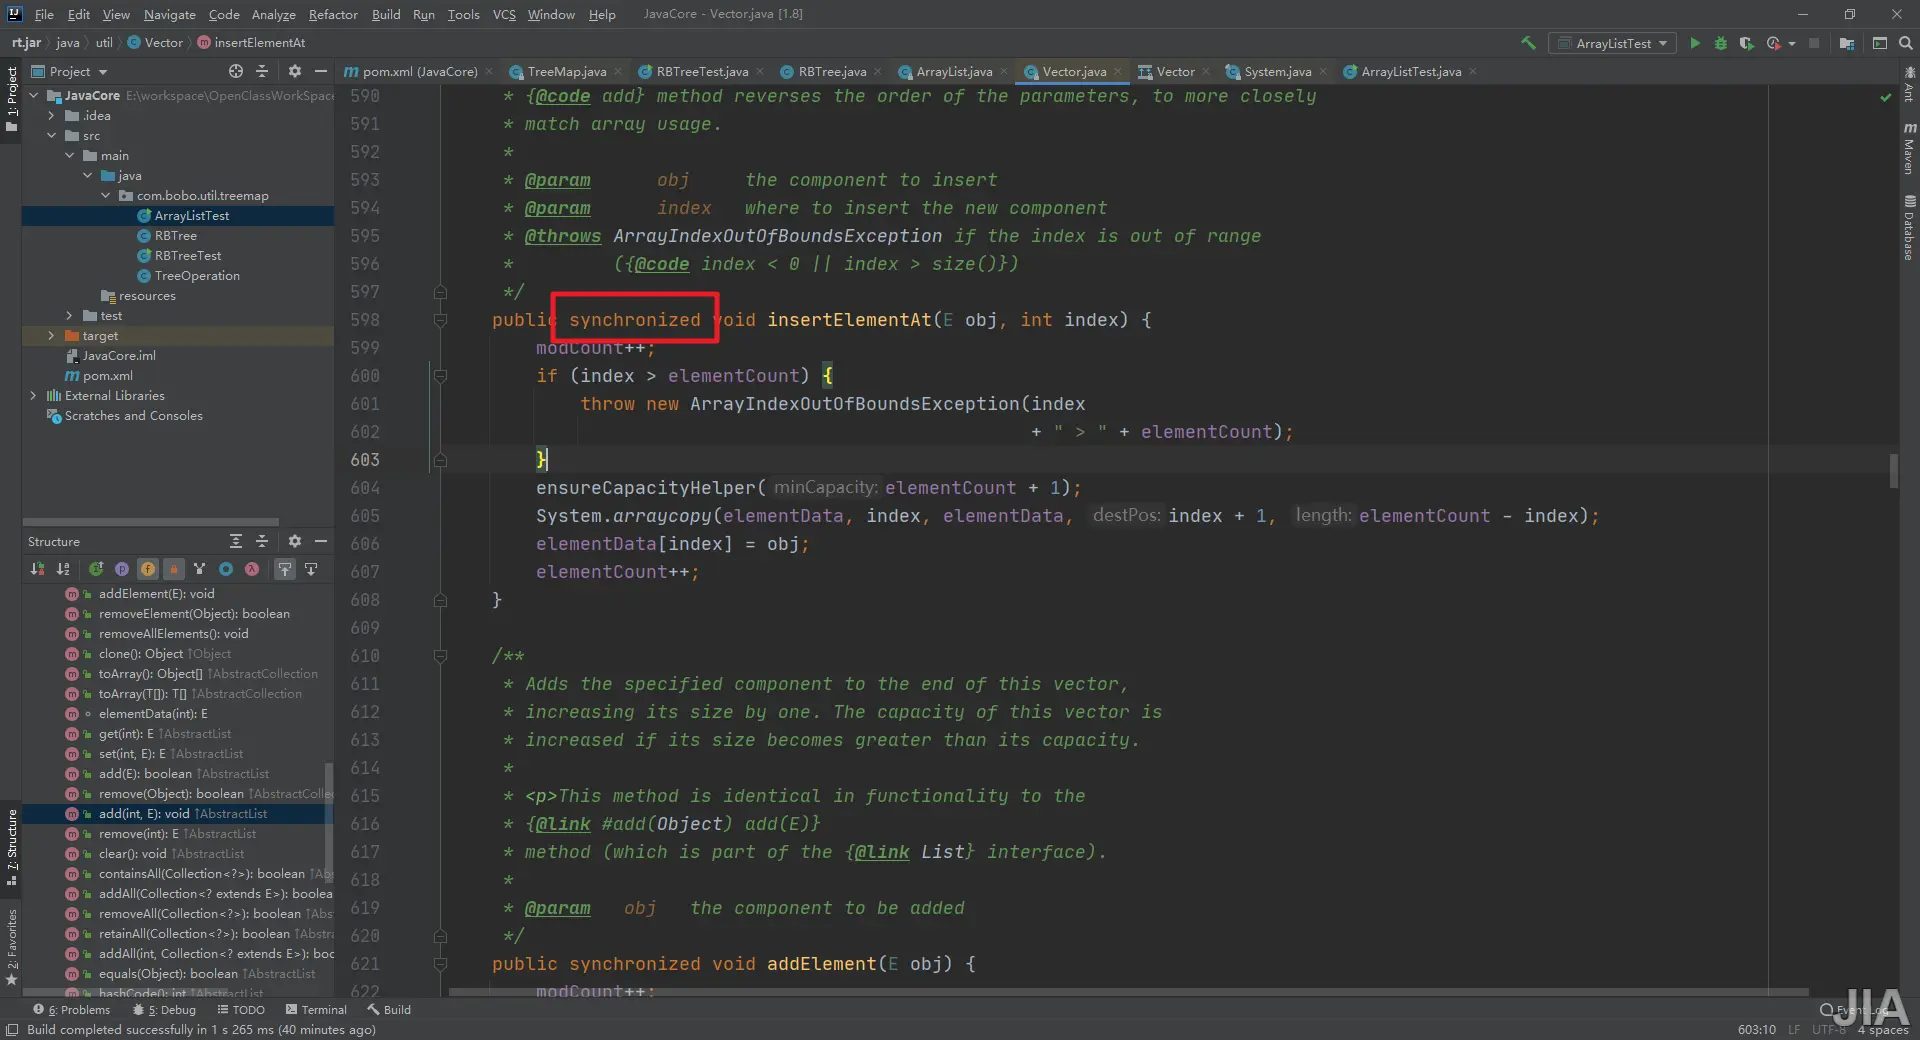 File Edit View Navigate Code Analyze Refactor Build Run Tools VCS Window Help JavaCore - Vector.java [1.8]
rt.jar java util Vector insertElementAt ArrayListTest
Project pom.xml (JavaCore) TreeMap.java RBTreeTest.java RBTree.java ArrayList.java Vector.java Vector System.java ArrayListTest.java
1: Project
JavaCore E:\workspace\OpenClassWorkSpace
.idea
src
main
java
com.bobo.util.treemap
ArrayListTest
RBTree
RBTreeTest
TreeOperation
resources
test
target
JavaCore.iml
pom.xml
External Libraries
Scratches and Consoles
Structure
addElement(E): void
removeElement(Object): boolean
removeAllElements(): void
clone(): Object ↑Object
toArray(): Object[] ↑AbstractCollection
toArray(T[]): T[] ↑AbstractCollection
elementData(int): E
get(int): E ↑AbstractList
set(int, E): E ↑AbstractList
add(E): boolean ↑AbstractList
remove(Object): boolean ↑AbstractColle
add(int, E): void ↑AbstractList
remove(int): E ↑AbstractList
clear(): void ↑AbstractList
containsAll(Collection<?>): boolean ↑Abs
addAll(Collection<? extends E>): boolea
removeAll(Collection<?>): boolean ↑Abs
retainAll(Collection<?>): boolean ↑Abstra
addAll(int, Collection<? extends E>): boo
equals(Object): boolean ↑AbstractList
hashCode(): int ↑AbstractList
7: Structure
2: Favorites
590 * {@code add} method reverses the order of the parameters, to more closely
591 * match array usage.
592 *
593 * @param obj the component to insert
594 * @param index where to insert the new component
595 * @throws ArrayIndexOutOfBoundsException if the index is out of range
596 * ({@code index < 0 || index > size()})
597 */
598 public synchronized void insertElementAt(E obj, int index) {
599 modCount++;
600 if (index > elementCount) {
601 throw new ArrayIndexOutOfBoundsException(index
602 + " > " + elementCount);
603 }
604 ensureCapacityHelper( minCapacity: elementCount + 1);
605 System.arraycopy(elementData, index, elementData, destPos: index + 1, length: elementCount - index);
606 elementData[index] = obj;
607 elementCount++;
608 }
609
610 /**
611 * Adds the specified component to the end of this vector,
612 * increasing its size by one. The capacity of this vector is
613 * increased if its size becomes greater than its capacity.
614 *
615 * <p>This method is identical in functionality to the
616 * {@link #add(Object) add(E)}
617 * method (which is part of the {@link List} interface).
618 *
619 * @param obj the component to be added
620 */
621 public synchronized void addElement(E obj) {
622 modCount++;
Ant
Maven
Database
6: Problems 5: Debug TODO Terminal Build Event Log
Build completed successfully in 1 s 265 ms (40 minutes ago) 603:10 LF UTF-8 4 spaces
JIA